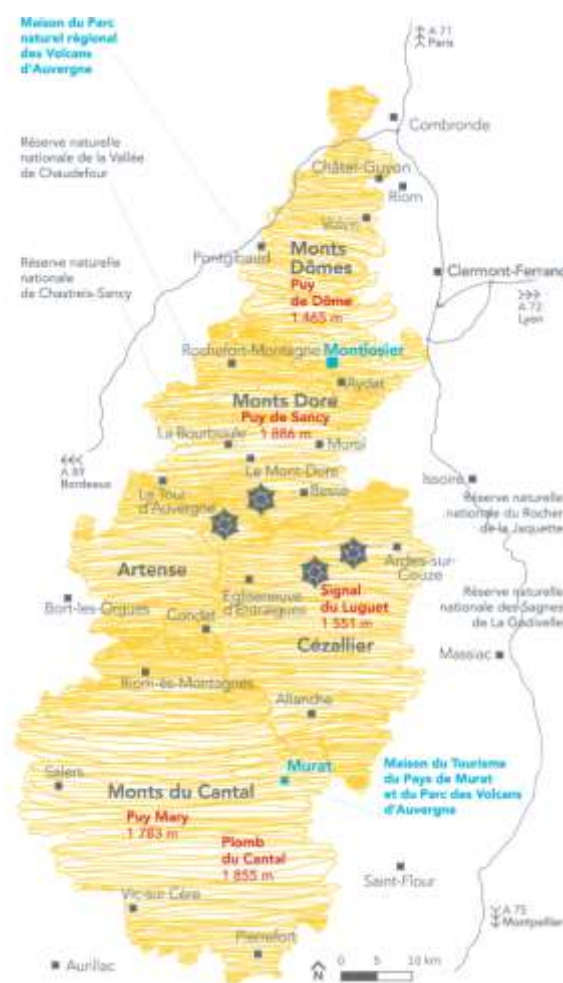 A 71
Paris
Maison du Parc
naturel régional
des Volcans
d'Auvergne
Combronde
Réserve naturelle
nationale de la Vallée
de Chaudefour
Châtel-Guyon
Riom
Volvic
Pontgibaud
Monts
Dômes
Clermont-Ferrand
Réserve naturelle
nationale
de Chastreix-Sancy
Puy
de Dôme
1 465 m
A 72
Lyon
Rochefort-Montagne
Montlosier
Aydat
Monts Dore
Puy de Sancy
1 886 m
La Bourboule
Murol
A 89
Bordeaux
Le Mont-Dore
La Tour
d'Auvergne
Besse
Issoire
Réserve naturelle
nationale du Rocher
de la Jaquette
Artense
Ardes-sur-
Couze
Égliseneuve
d'Entraigues
Signal
du Luguet
1 551 m
Réserve naturelle
nationale des Sagnes
de La Godivelle
Bort-les-Orgues
Condat
Cézallier
Massiac
Riom-ès-Montagnes
Allanche
Murat
Maison du Tourisme
du Pays de Murat
et du Parc des Volcans
d'Auvergne
Salers
Monts du Cantal
Puy Mary
1 783 m
Plomb
du Cantal
1 855 m
Saint-Flour
Vic-sur-Cère
A 75
Montpellier
Pierrefort
Aurillac
N
0 5 10 km